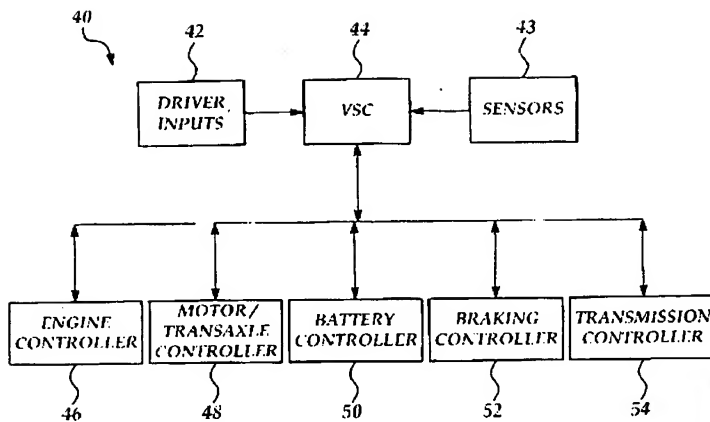 40
42
44
43
DRIVER
INPUTS
VSC
SENSORS
ENGINE
CONTROLLER
MOTOR/
TRANSAXLE
CONTROLLER
BATTERY
CONTROLLER
BRAKING
CONTROLLER
TRANSMISSION
CONTROLLER
46
48
50
52
54